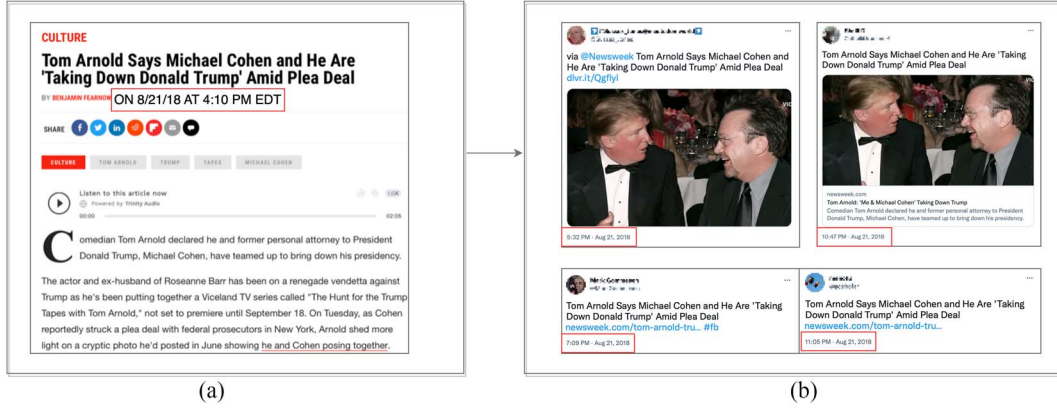 CULTURE
Tom Arnold Says Michael Cohen and He Are
'Taking Down Donald Trump' Amid Plea Deal
BY BENJAMIN FEARNOW ON 8/21/18 AT 4:10 PM EDT
SHARE
CULTURE TOM ARNOLD TRUMP TAPES MICHAEL COHEN
Listen to this article now
Powered by Trinity Audio
00:00 02:05
Comedian Tom Arnold declared he and former personal attorney to President
Donald Trump, Michael Cohen, have teamed up to bring down his presidency.
The actor and ex-husband of Roseanne Barr has been on a renegade vendetta against
Trump as he's been putting together a Viceland TV series called "The Hunt for the Trump
Tapes with Tom Arnold," not set to premiere until September 18. On Tuesday, as Cohen
reportedly struck a plea deal with federal prosecutors in New York, Arnold shed more
light on a cryptic photo he'd posted in June showing he and Cohen posing together.
(a)
via @Newsweek Tom Arnold Says Michael Cohen and
He Are 'Taking Down Donald Trump' Amid Plea Deal
5:32 PM · Aug 21, 2018
Tom Arnold Says Michael Cohen and He Are 'Taking
Down Donald Trump' Amid Plea Deal
newsweek.com
Tom Arnold: 'Me & Michael Cohen' Taking Down Trump
Comedian Tom Arnold declared he and former personal attorney to President
Donald Trump, Michael Cohen, have teamed up to bring down his presidency.
10:47 PM · Aug 21, 2018
Tom Arnold Says Michael Cohen and He Are 'Taking
Down Donald Trump' Amid Plea Deal
newsweek.com/tom-arnold-tru... #fb
7:09 PM · Aug 21, 2018
Tom Arnold Says Michael Cohen and He Are 'Taking
Down Donald Trump' Amid Plea Deal
newsweek.com/tom-arnold-tru...
11:05 PM · Aug 21, 2018
(b)